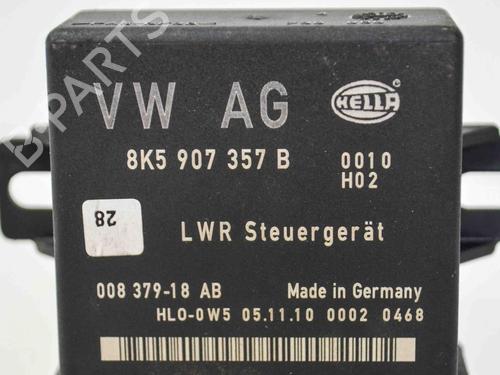 VW AG HELLA
8K5 907 357 B 0010
H02
28
LWR Steuergerät
008 379-18 AB Made in Germany
HLO-0W5 05.11.10 0002 0468
B-PARTS